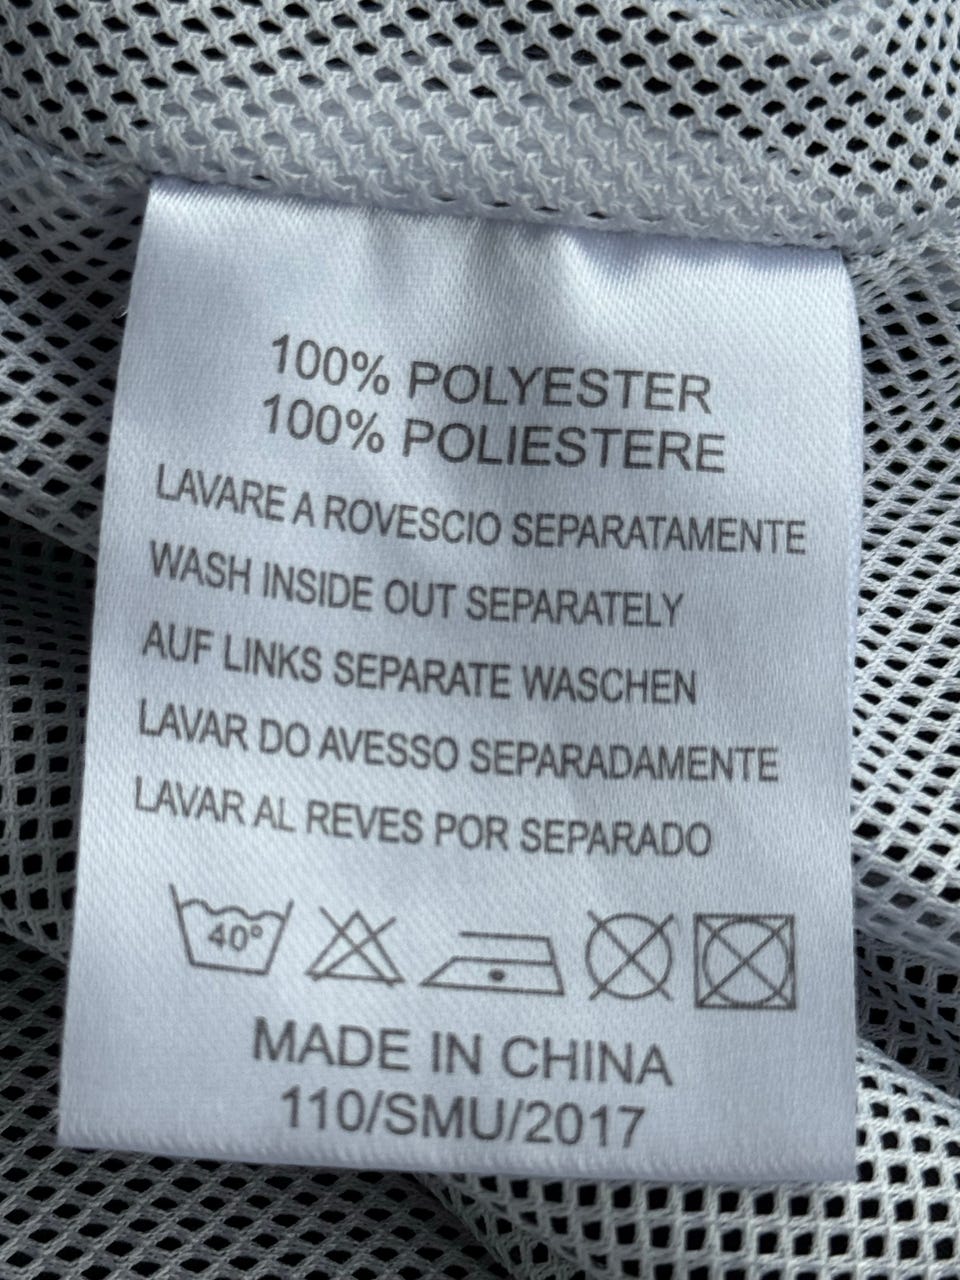 100% POLYESTER
100% POLIESTERE
LAVARE A ROVESCIO SEPARATAMENTE
WASH INSIDE OUT SEPARATELY
AUF LINKS SEPARATE WASCHEN
LAVAR DO AVESSO SEPARADAMENTE
LAVAR AL REVES POR SEPARADO
40°
MADE IN CHINA
110/SMU/2017